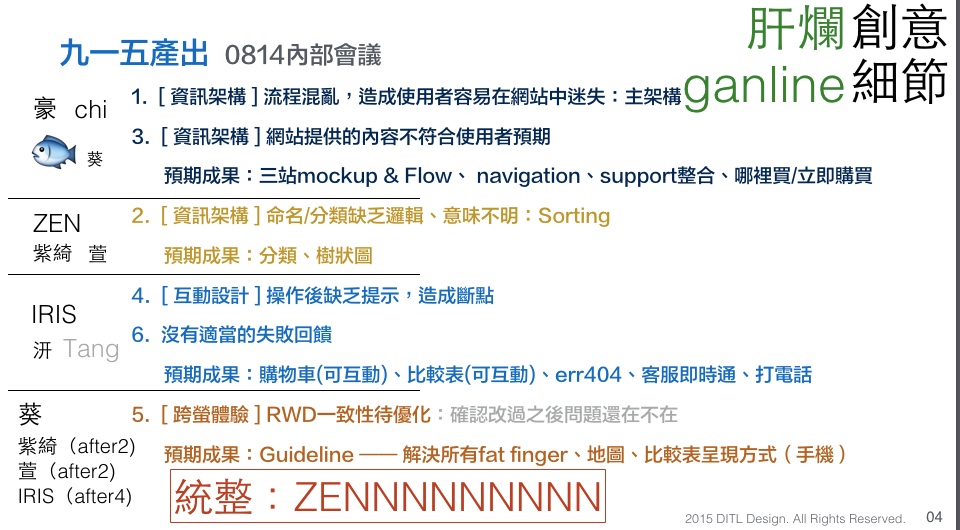 九一五產出 0814內部會議
肝爛創意
ganline細節
豪 chi
葵
1. [ 資訊架構 ] 流程混亂，造成使用者容易在網站中迷失：主架構
3. [ 資訊架構 ] 網站提供的內容不符合使用者預期
預期成果：三站mockup & Flow、 navigation、support整合、哪裡買/立即購買
ZEN
紫綺 萱
2. [ 資訊架構 ] 命名/分類缺乏邏輯、意味不明：Sorting
預期成果：分類、樹狀圖
IRIS
汧 Tang
4. [ 互動設計 ] 操作後缺乏提示，造成斷點
6. 沒有適當的失敗回饋
預期成果：購物車(可互動)、比較表(可互動)、err404、客服即時通、打電話
葵
紫綺（after2)
萱（after2)
IRIS（after4)
5. [ 跨螢體驗 ] RWD一致性待優化：確認改過之後問題還在不在
預期成果：Guideline —— 解決所有fat finger、地圖、比較表呈現方式（手機）
統整：ZENNNNNNNNNN
2015 DITL Design. All Rights Reserved. 04